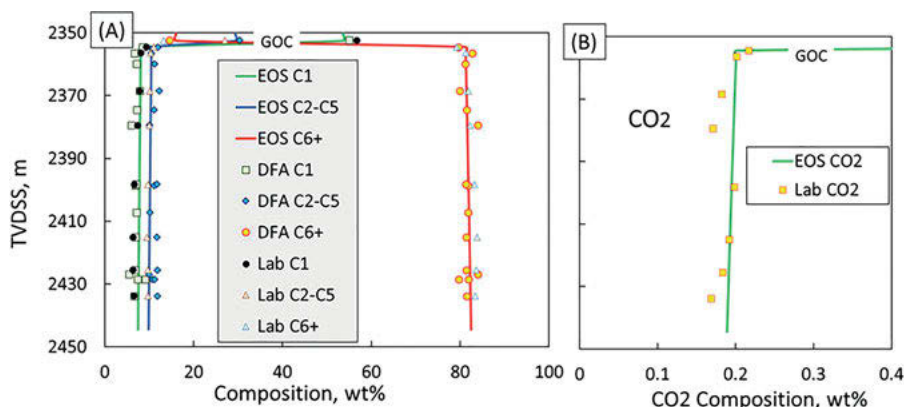 (A)
GOC
EOS C1
EOS C2-C5
EOS C6+
DFA C1
DFA C2-C5
DFA C6+
Lab C1
Lab C2-C5
Lab C6+
TVDSS, m
2350
2369
2390
2410
2430
2450
0
20
40
60
80
100
Composition, wt%
(B)
GOC
CO2
EOS CO2
Lab CO2
0
0.1
0.2
0.3
0.4
CO2 Composition, wt%